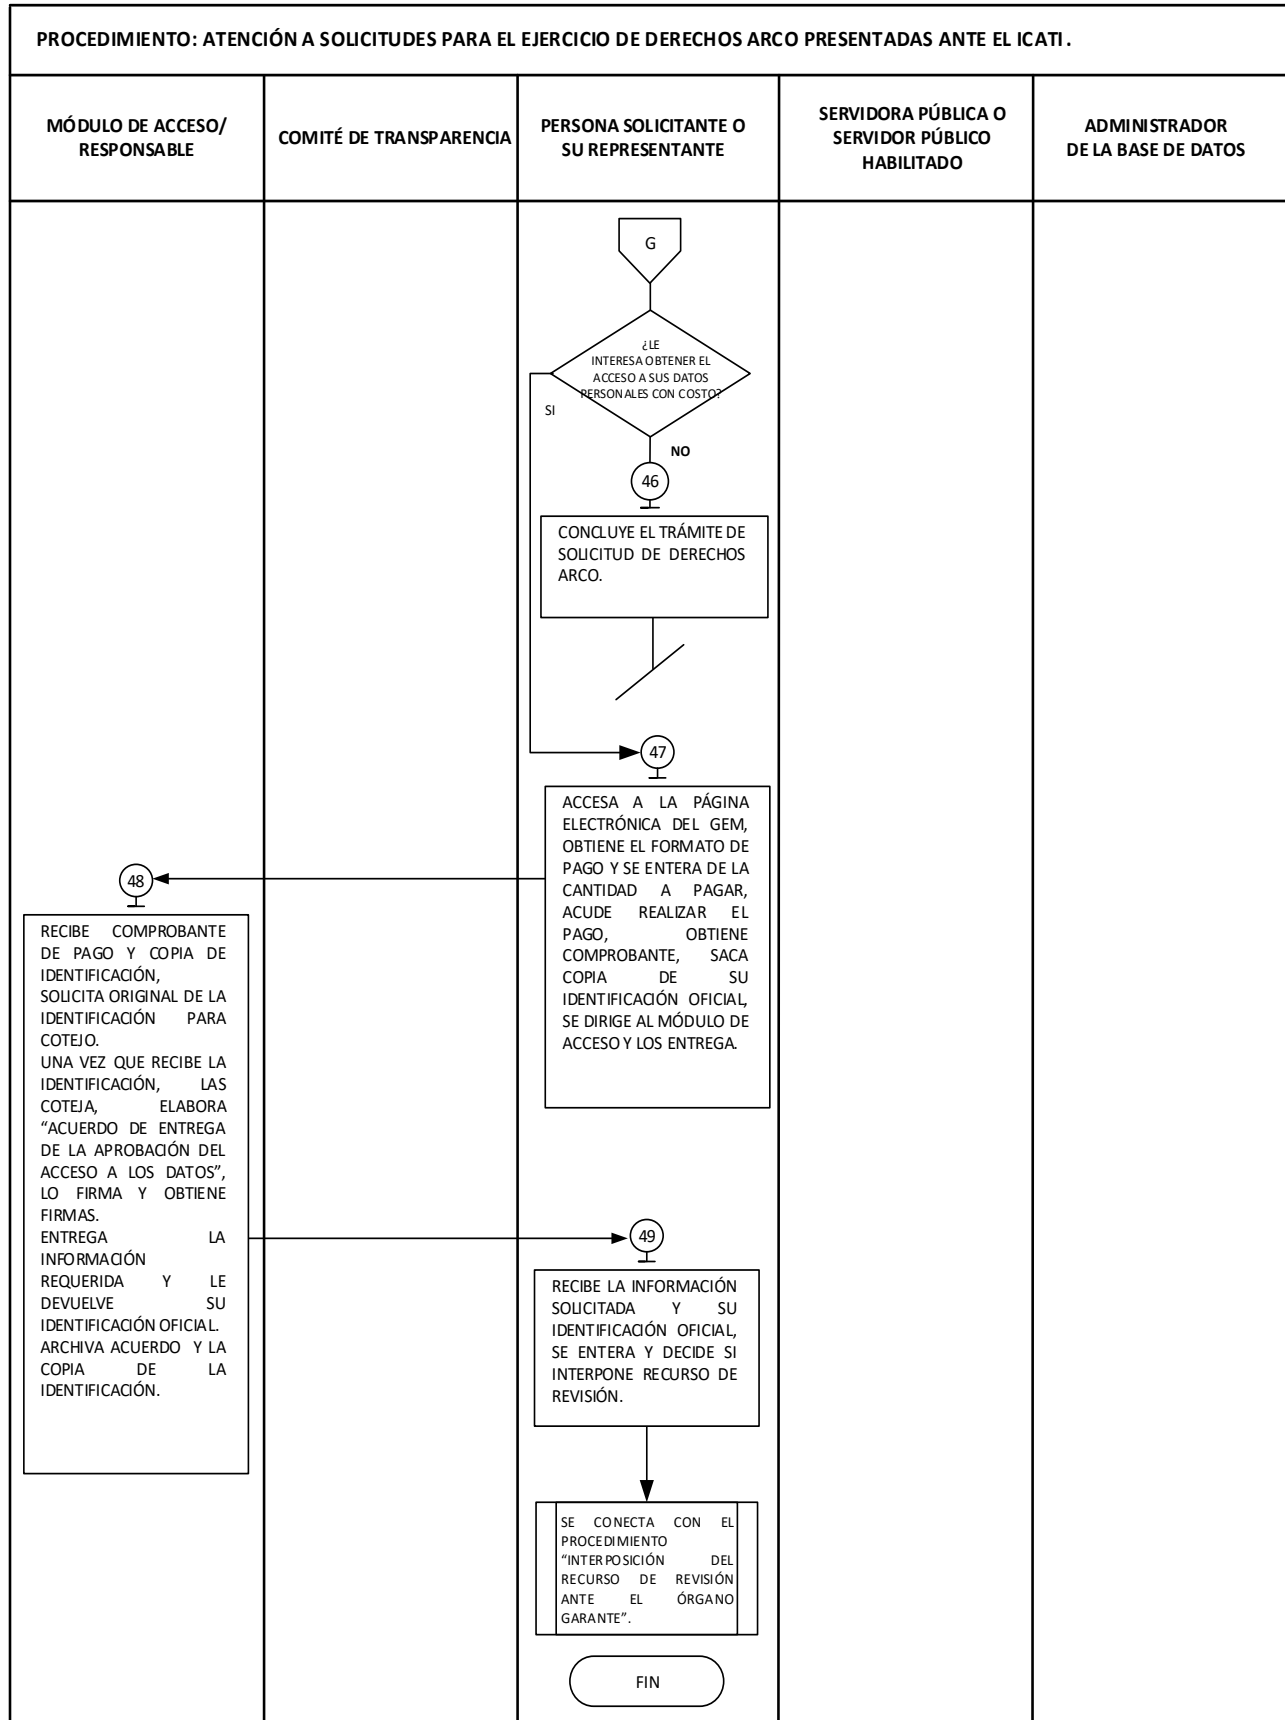 PROCEDIMIENTO: ATENCIÓN A SOLICITUDES PARA EL EJERCICIO DE DERECHOS ARCO PRESENTADAS ANTE EL ICATI.
MÓDULO DE ACCESO/
RESPONSABLE
COMITÉ DE TRANSPARENCIA
PERSONA SOLICITANTE O
SU REPRESENTANTE
SERVIDORA PÚBLICA O
SERVIDOR PÚBLICO
HABILITADO
ADMINISTRADOR
DE LA BASE DE DATOS
G
¿LE
INTERESA OBTENER EL
ACCESO A SUS DATOS
PERSONALES CON COSTO?
SI
NO
46
CONCLUYE EL TRÁMITE DE
SOLICITUD DE DERECHOS
ARCO.
47
ACCESA A LA PÁGINA
ELECTRÓNICA DEL GEM,
OBTIENE EL FORMATO DE
PAGO Y SE ENTERA DE LA
CANTIDAD A PAGAR,
ACUDE REALIZAR EL
PAGO, OBTIENE
COMPROBANTE, SACA
COPIA DE SU
IDENTIFICACIÓN OFICIAL,
SE DIRIGE AL MÓDULO DE
ACCESO Y LOS ENTREGA.
48
RECIBE COMPROBANTE
DE PAGO Y COPIA DE
IDENTIFICACIÓN,
SOLICITA ORIGINAL DE LA
IDENTIFICACIÓN PARA
COTEJO.
UNA VEZ QUE RECIBE LA
IDENTIFICACIÓN, LAS
COTEJA, ELABORA
“ACUERDO DE ENTREGA
DE LA APROBACIÓN DEL
ACCESO A LOS DATOS”,
LO FIRMA Y OBTIENE
FIRMAS.
ENTREGA LA
INFORMACIÓN
REQUERIDA Y LE
DEVUELVE SU
IDENTIFICACIÓN OFICIAL.
ARCHIVA ACUERDO Y LA
COPIA DE LA
IDENTIFICACIÓN.
49
RECIBE LA INFORMACIÓN
SOLICITADA Y SU
IDENTIFICACIÓN OFICIAL,
SE ENTERA Y DECIDE SI
INTERPONE RECURSO DE
REVISIÓN.
SE CONECTA CON EL
PROCEDIMIENTO
“INTERPOSICIÓN DEL
RECURSO DE REVISIÓN
ANTE EL ÓRGANO
GARANTE”.
FIN